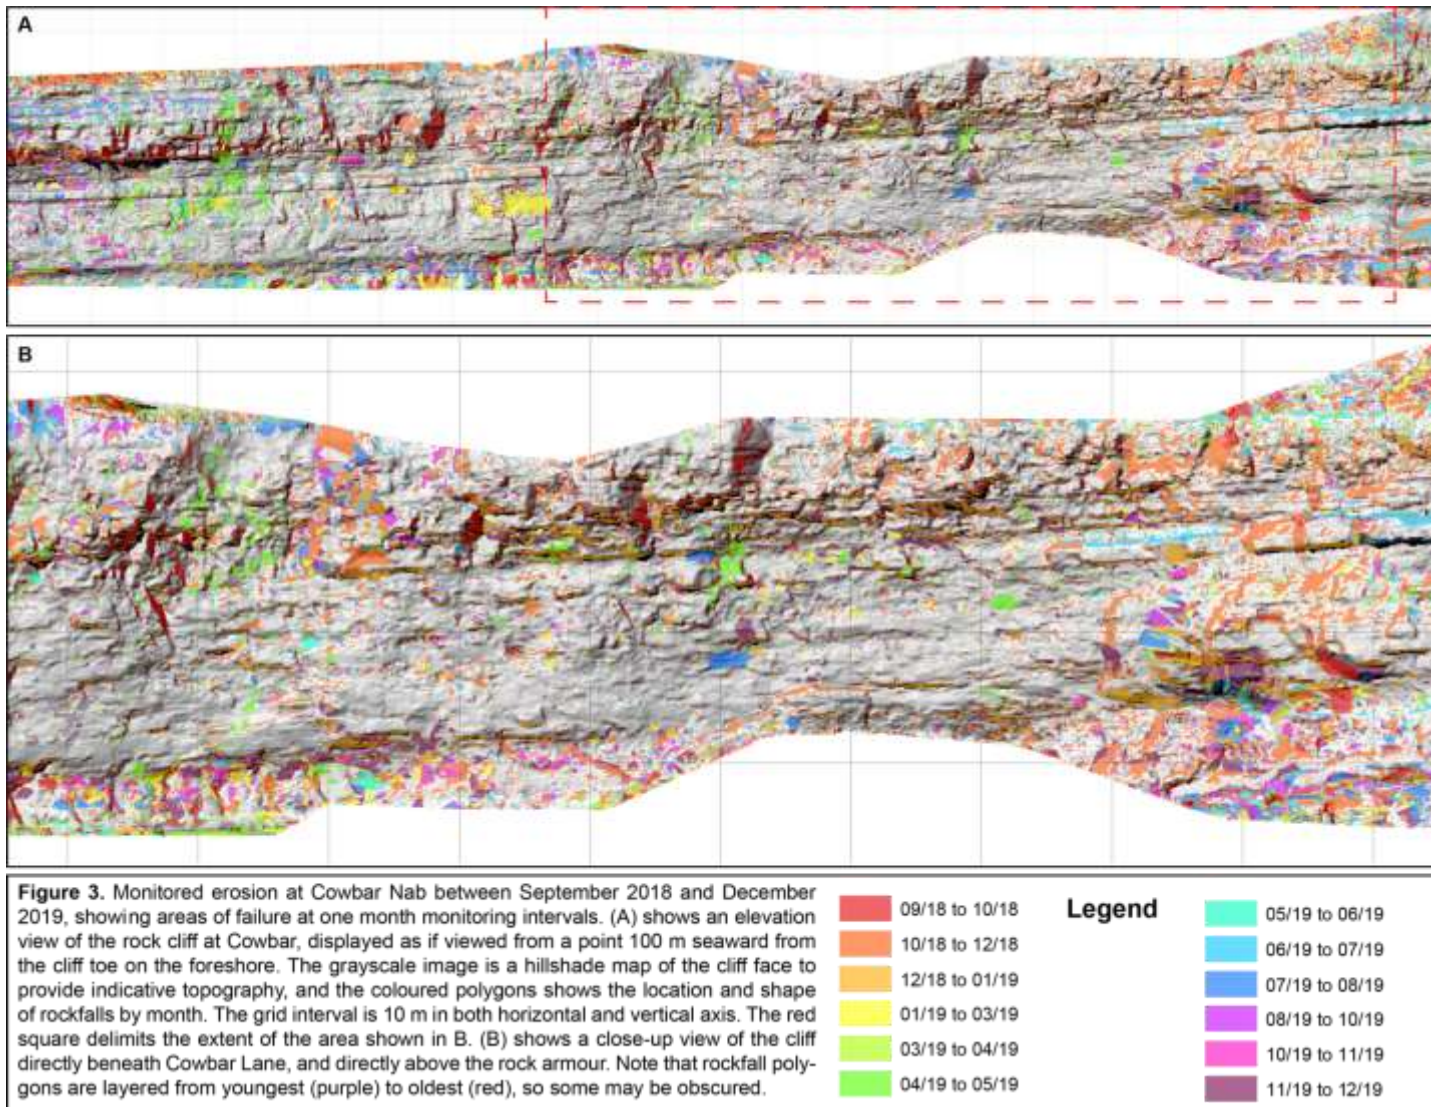 A
B
Figure 3. Monitored erosion at Cowbar Nab between September 2018 and December
2019, showing areas of failure at one month monitoring intervals. (A) shows an elevation
view of the rock cliff at Cowbar, displayed as if viewed from a point 100 m seaward from
the cliff toe on the foreshore. The grayscale image is a hillshade map of the cliff face to
provide indicative topography, and the coloured polygons shows the location and shape
of rockfalls by month. The grid interval is 10 m in both horizontal and vertical axis. The red
square delimits the extent of the area shown in B. (B) shows a close-up view of the cliff
directly beneath Cowbar Lane, and directly above the rock armour. Note that rockfall poly-
gons are layered from youngest (purple) to oldest (red), so some may be obscured.
Legend
09/18 to 10/18
10/18 to 12/18
12/18 to 01/19
01/19 to 03/19
03/19 to 04/19
04/19 to 05/19
05/19 to 06/19
06/19 to 07/19
07/19 to 08/19
08/19 to 10/19
10/19 to 11/19
11/19 to 12/19